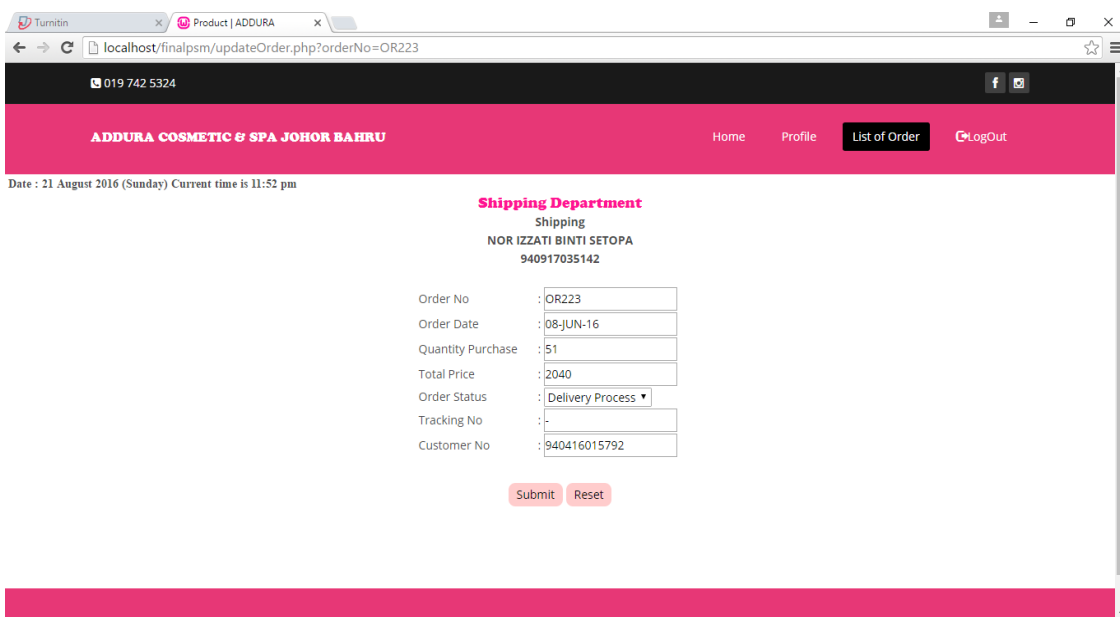 Turnitin
Product | ADDURA
localhost/finalpsm/updateOrder.php?orderNo=OR223
019 742 5324
ADDURA COSMETIC & SPA JOHOR BAHRU
Home Profile List of Order LogOut
Date : 21 August 2016 (Sunday) Current time is 11:52 pm
Shipping Department
Shipping
NOR IZZATI BINTI SETOPA
940917035142
Order No : OR223
Order Date : 08-JUN-16
Quantity Purchase : 51
Total Price : 2040
Order Status : Delivery Process
Tracking No : -
Customer No : 940416015792
Submit Reset